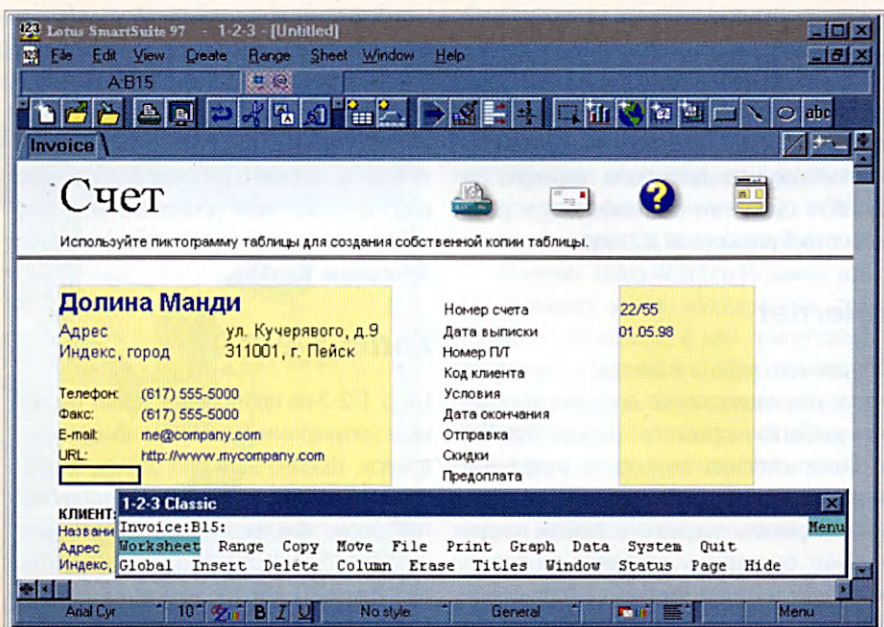 Lotus SmartSuite 97 - 1-2-3 - [Untitled]
File Edit View Create Range Sheet Window Help
A:B15
abc
Invoice
Счет
Используйте пиктограмму таблицы для создания собственной копии таблицы.
Долина Манди
Адрес ул. Кучерявого, д.9
Индекс, город 311001, г. Пейск
Телефон: (617) 555-5000
Факс: (617) 555-5000
E-mail: me@company.com
URL: http://www.mycompany.com
Номер счета 22/55
Дата выписки 01.05.98
Номер П/Т
Код клиента
Условия
Дата окончания
Отправка
Скидки
Предоплата
КЛИЕНТ:
Названи
Адрес
Индекс,
1-2-3 Classic
Invoice:B15: Menu
Worksheet Range Copy Move File Print Graph Data System Quit
Global Insert Delete Column Erase Titles Window Status Page Hide
Arial Cyr 10 B I U No style General Menu